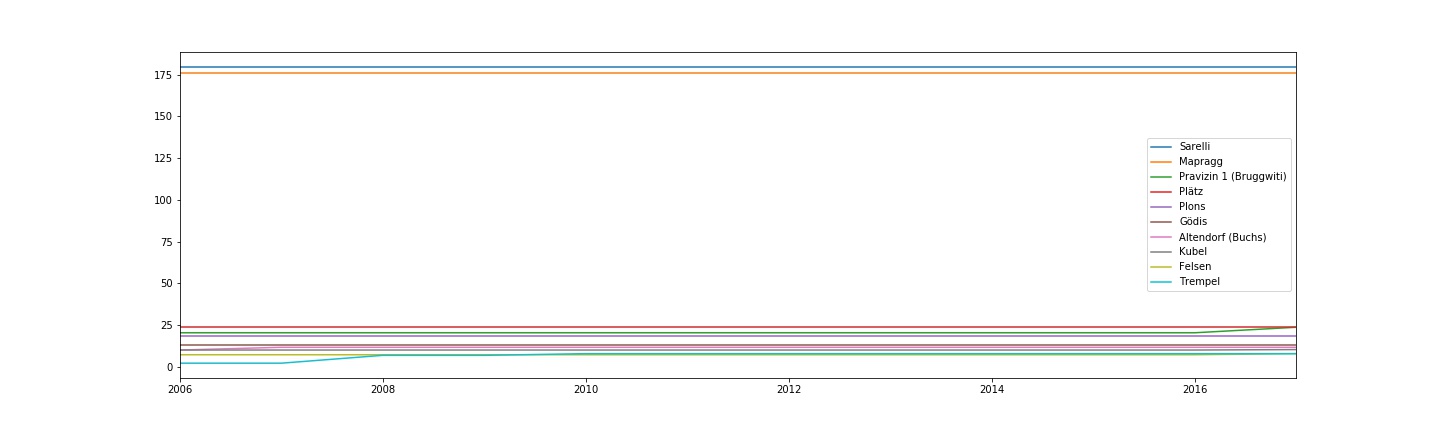 175
150
125
100
75
50
25
0
2006 2008 2010 2012 2014 2016
Sarelli
Mapragg
Pravizin 1 (Bruggwiti)
Plätz
Plons
Gödis
Altendorf (Buchs)
Kubel
Felsen
Trempel